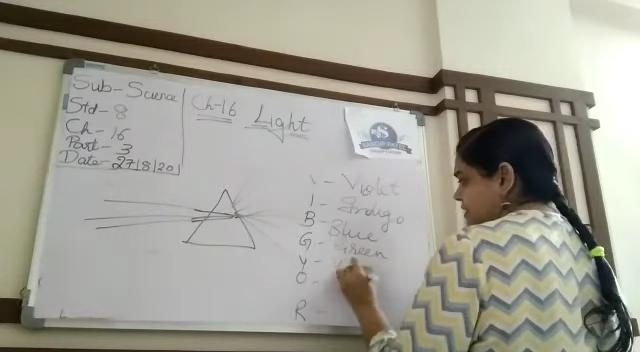 Sub-Science
Std-8
Ch-16
Part-3
Date-27/8/20
Ch-16 Light
V - Violet
I - Indigo
B - Blue
G - Green
Y -
O -
R -